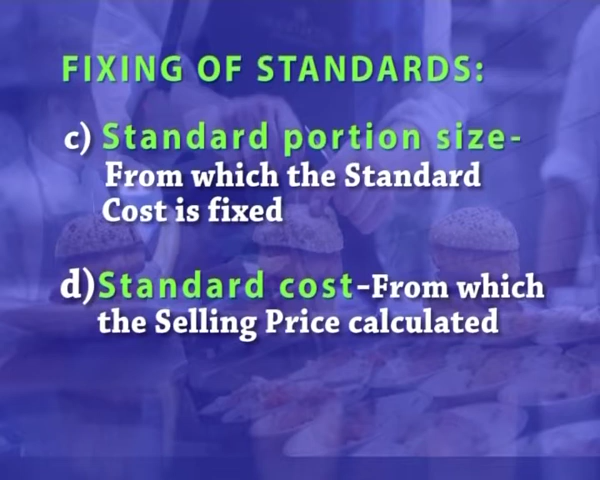 FIXING OF STANDARDS:
c) Standard portion size-
From which the Standard
Cost is fixed
d)Standard cost-From which
the Selling Price calculated